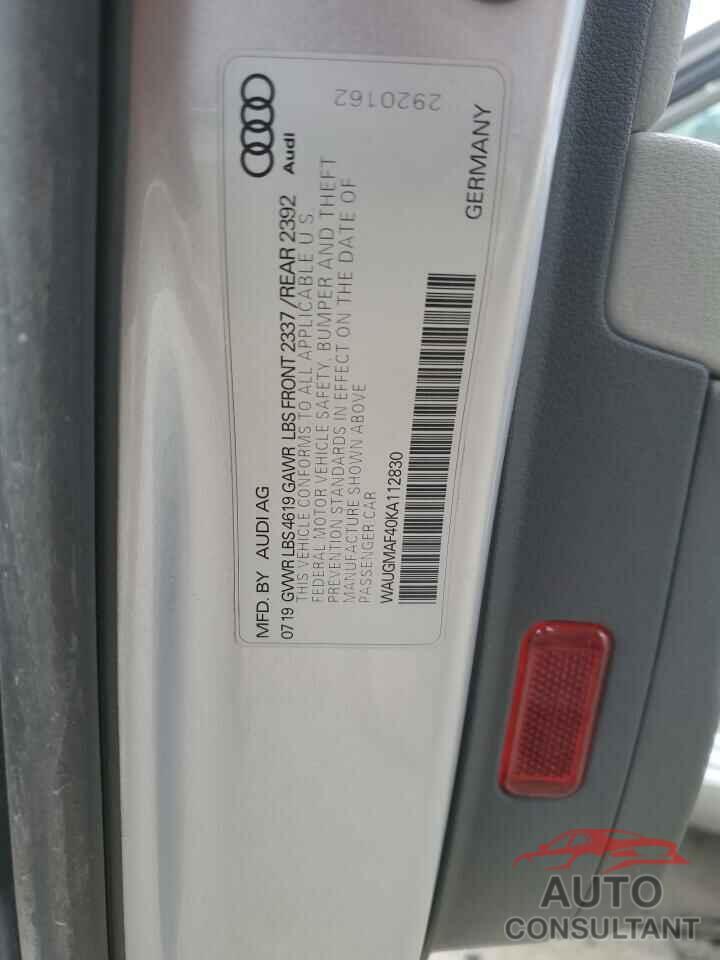 2920162
Audi
MFD. BY AUDI AG
0719 GVWR LBS 4619 GAWR LBS FRONT 2337 / REAR 2392
THIS VEHICLE CONFORMS TO ALL APPLICABLE U.S.
FEDERAL MOTOR VEHICLE SAFETY, BUMPER AND THEFT
PREVENTION STANDARDS IN EFFECT ON THE DATE OF
MANUFACTURE SHOWN ABOVE
PASSENGER CAR
WAUGMAF40KA112830
GERMANY
AUTO
CONSULTANT